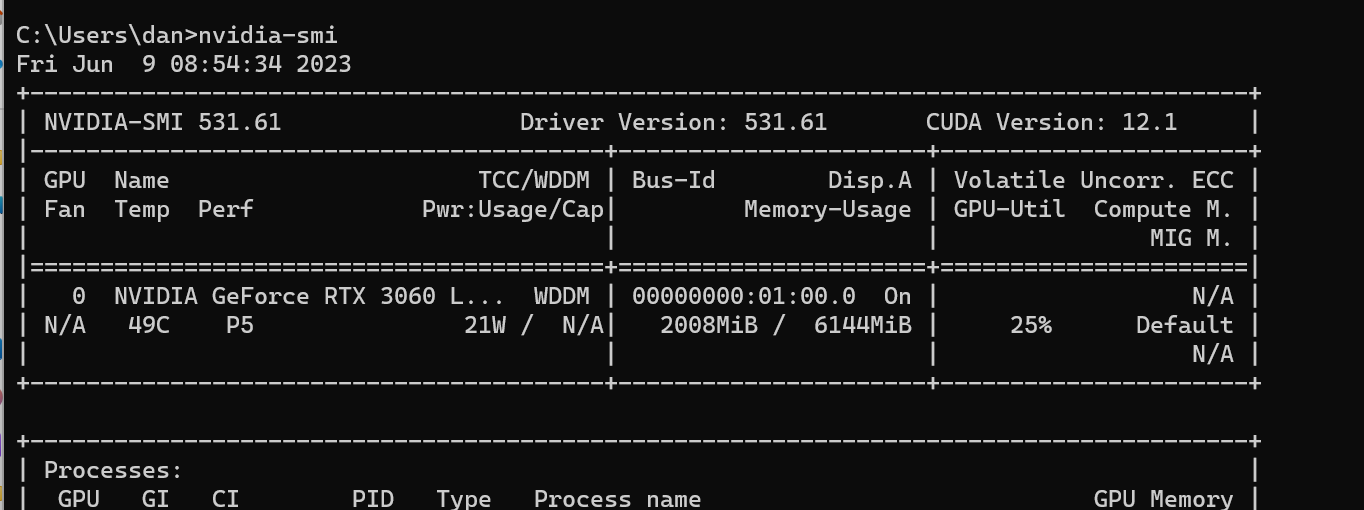 C:\Users\dan>nvidia-smi
Fri Jun  9 08:54:34 2023
+---------------------------------------------------------------------------------------+
| NVIDIA-SMI 531.61                 Driver Version: 531.61       CUDA Version: 12.1     |
|-----------------------------------------+----------------------+----------------------+
| GPU  Name                      TCC/WDDM | Bus-Id        Disp.A | Volatile Uncorr. ECC |
| Fan  Temp  Perf            Pwr:Usage/Cap|         Memory-Usage | GPU-Util  Compute M. |
|                                         |                      |               MIG M. |
|=========================================+======================+======================|
|   0  NVIDIA GeForce RTX 3060 L...  WDDM | 00000000:01:00.0  On |                  N/A |
| N/A   49C    P5               21W /  N/A|   2008MiB /  6144MiB |     25%      Default |
|                                         |                      |                  N/A |
+-----------------------------------------+----------------------+----------------------+

+---------------------------------------------------------------------------------------+
| Processes:                                                                            |
|  GPU   GI   CI        PID   Type   Process name                            GPU Memory |